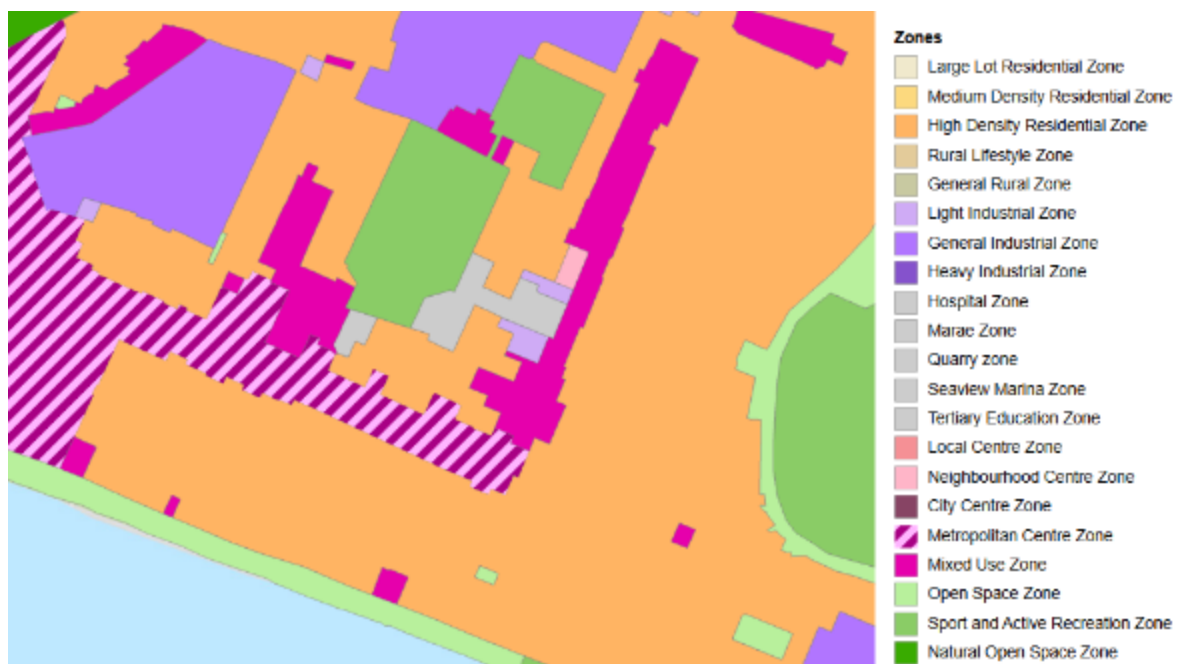 Zones
Large Lot Residential Zone
Medium Density Residential Zone
High Density Residential Zone
Rural Lifestyle Zone
General Rural Zone
Light Industrial Zone
General Industrial Zone
Heavy Industrial Zone
Hospital Zone
Marae Zone
Quarry zone
Seaview Marina Zone
Tertiary Education Zone
Local Centre Zone
Neighbourhood Centre Zone
City Centre Zone
Metropolitan Centre Zone
Mixed Use Zone
Open Space Zone
Sport and Active Recreation Zone
Natural Open Space Zone